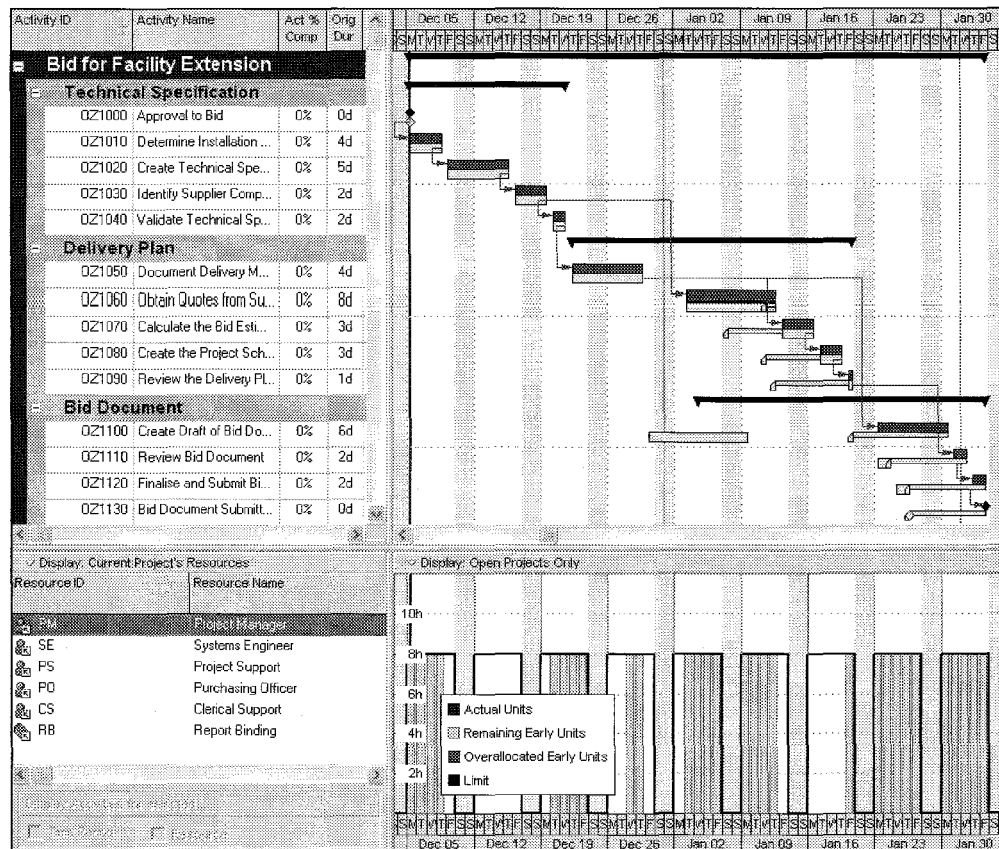 Activity ID Activity Name Act % Comp Orig Dur
Dec 05 Dec 12 Dec 19 Dec 26 Jan 02 Jan 09 Jan 16 Jan 23 Jan 30
Bid for Facility Extension
Technical Specification
OZ1000 Approval to Bid 0% 0d
OZ1010 Determine Installation ... 0% 4d
OZ1020 Create Technical Spe... 0% 5d
OZ1030 Identify Supplier Comp... 0% 2d
OZ1040 Validate Technical Sp... 0% 2d
Delivery Plan
OZ1050 Document Delivery M... 0% 4d
OZ1060 Obtain Quotes from Su... 0% 8d
OZ1070 Calculate the Bid Esti... 0% 3d
OZ1080 Create the Project Sch... 0% 3d
OZ1090 Review the Delivery Pl... 0% 1d
Bid Document
OZ1100 Create Draft of Bid Do... 0% 6d
OZ1110 Review Bid Document 0% 2d
OZ1120 Finalise and Submit Bi... 0% 2d
OZ1130 Bid Document Submitt... 0% 0d
Display: Current Project's Resources
Resource ID Resource Name
PM Project Manager
SE Systems Engineer
PS Project Support
PO Purchasing Officer
CS Clerical Support
RB Report Binding
Display: Open Projects Only
10h
8h
6h
4h
2h
Actual Units
Remaining Early Units
Overallocated Early Units
Limit
Dec 05 Dec 12 Dec 19 Dec 26 Jan 02 Jan 09 Jan 16 Jan 23 Jan 30